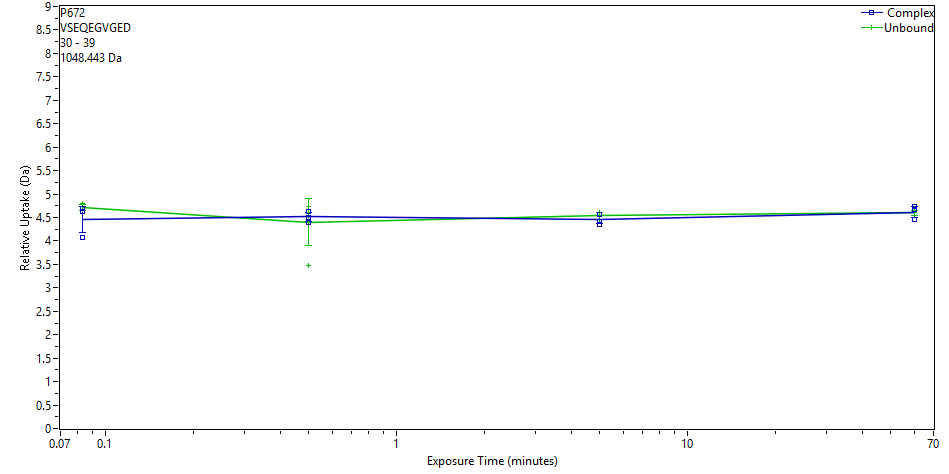 P672
VSEQEGVGED
30 - 39
1048.443 Da
Complex
Unbound
Relative Uptake (Da)
9
8.5
8
7.5
7
6.5
6
5.5
5
4.5
4
3.5
3
2.5
2
1.5
1
0.5
0
0.07 0.1 1 10 70
Exposure Time (minutes)